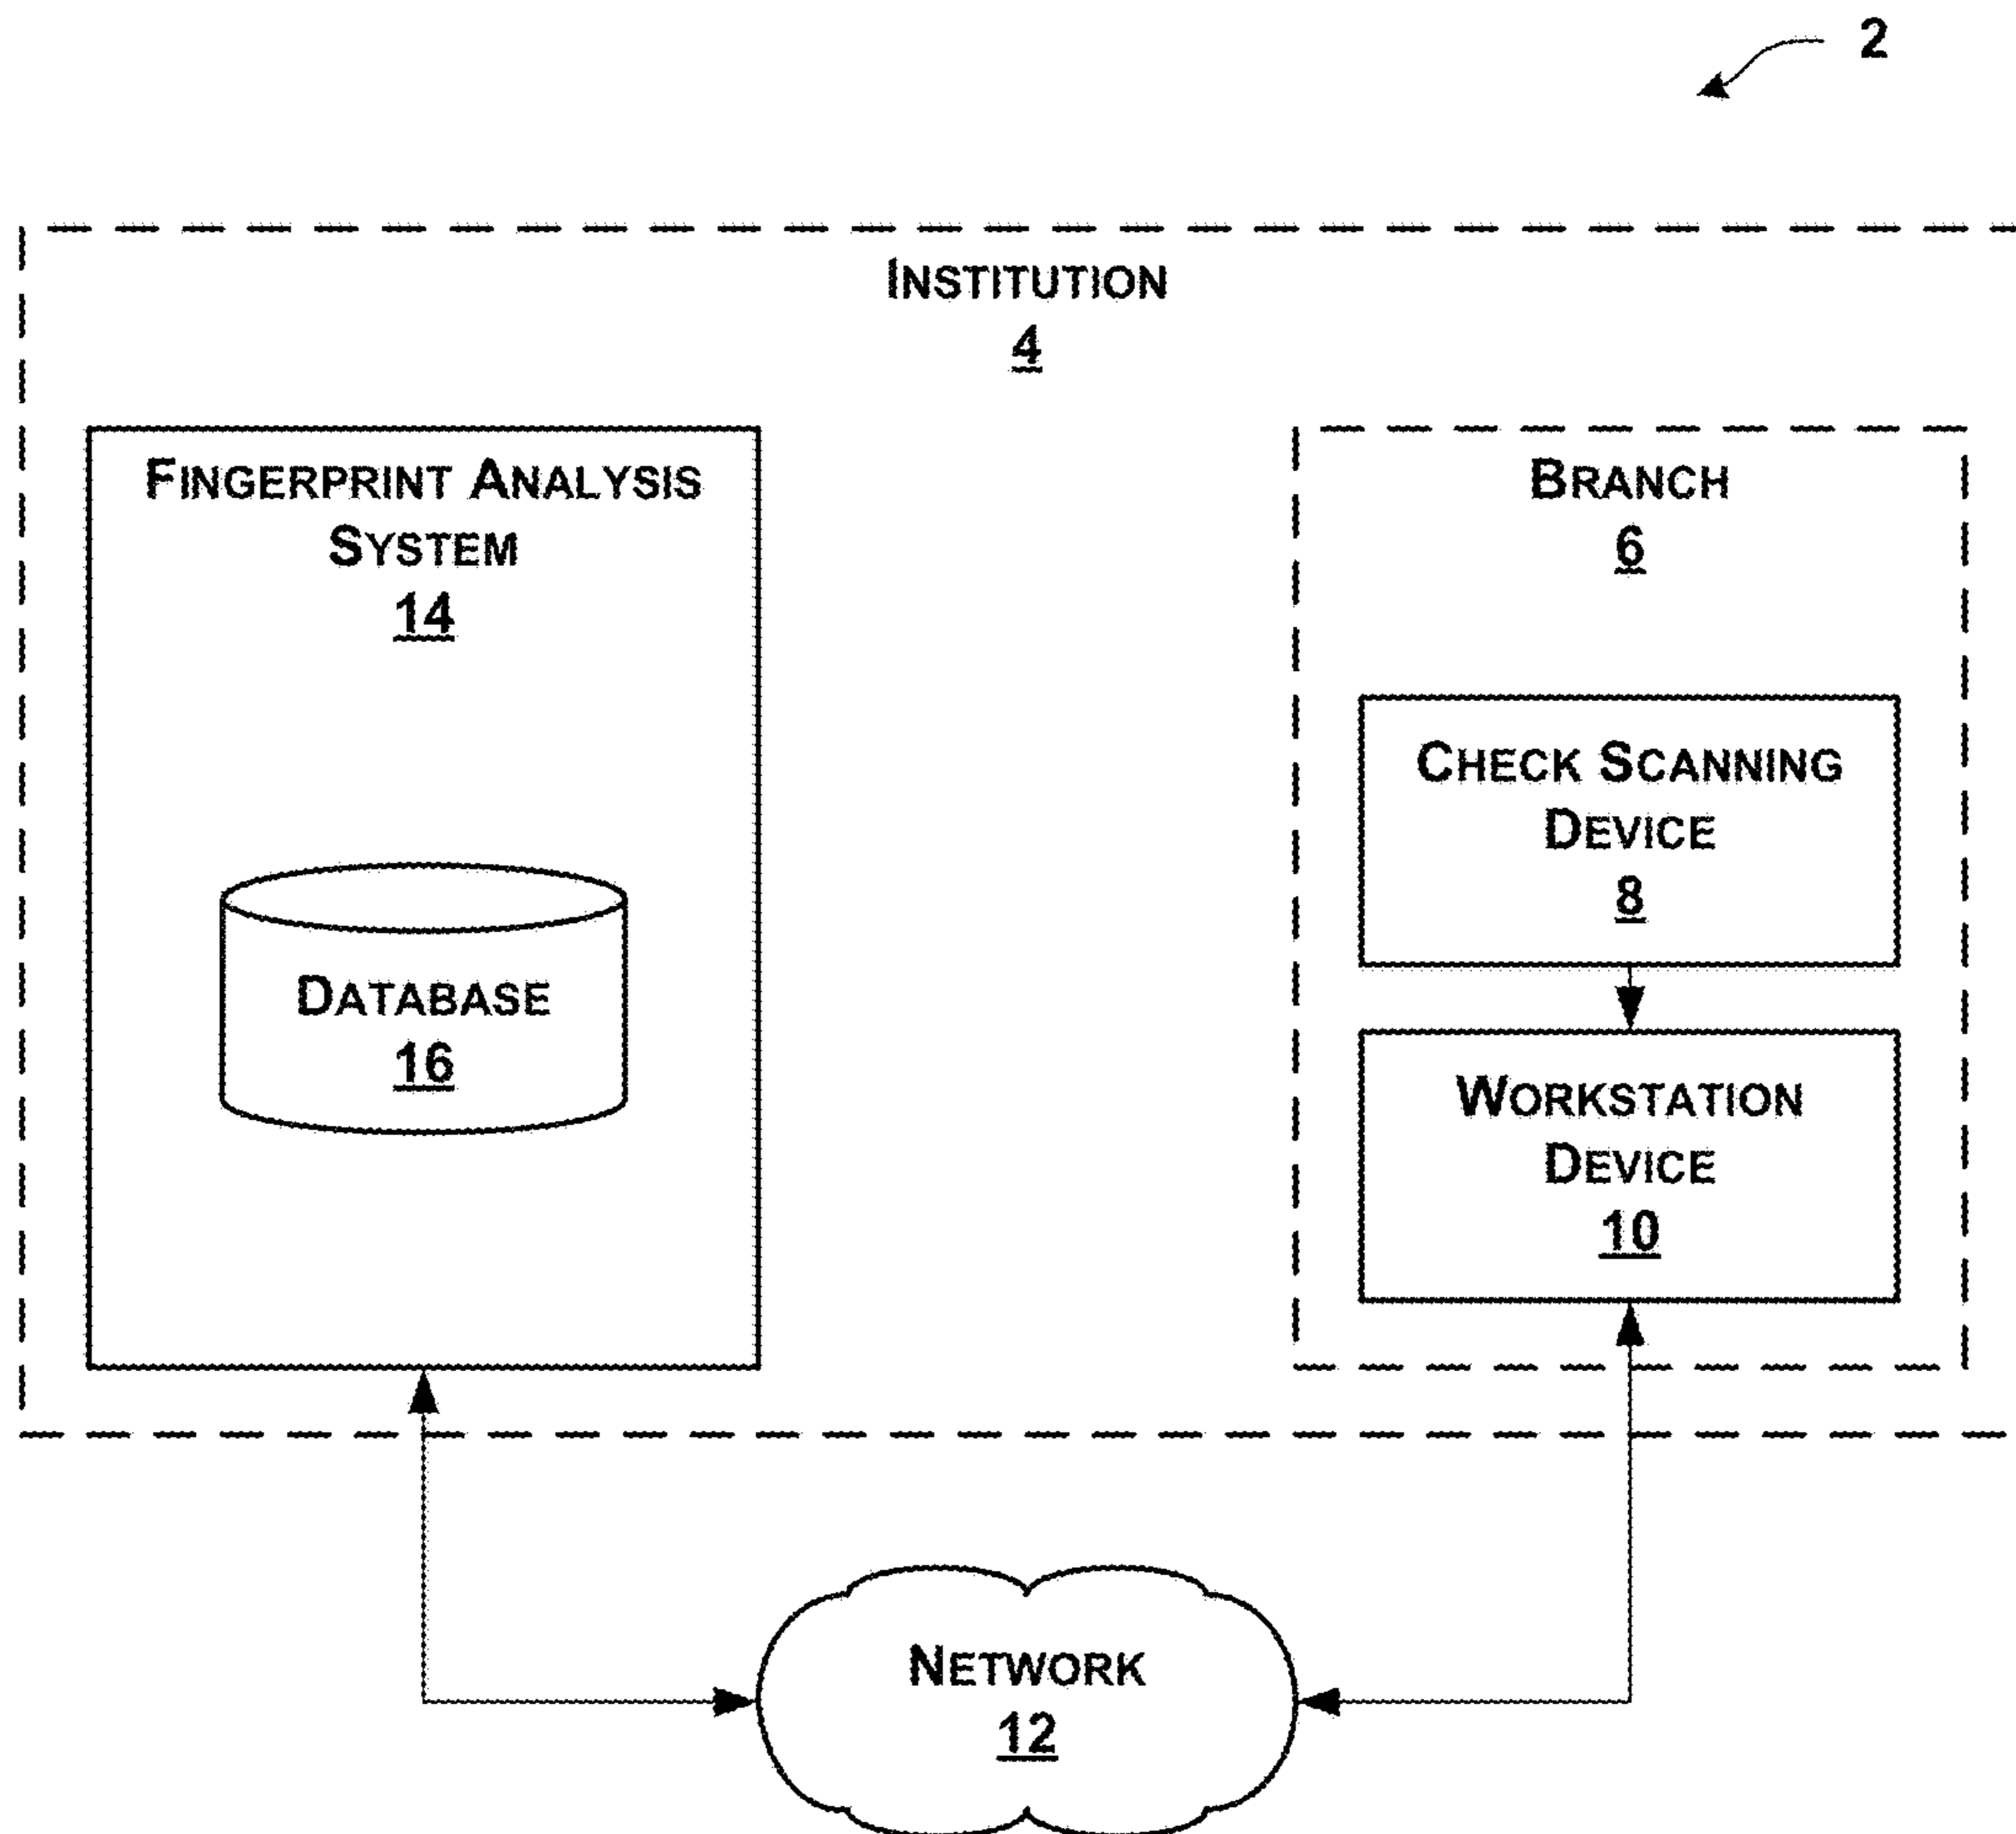 2
INSTITUTION
4
FINGERPRINT ANALYSIS
SYSTEM
14
DATABASE
16
BRANCH
6
CHECK SCANNING
DEVICE
8
WORKSTATION
DEVICE
10
NETWORK
12